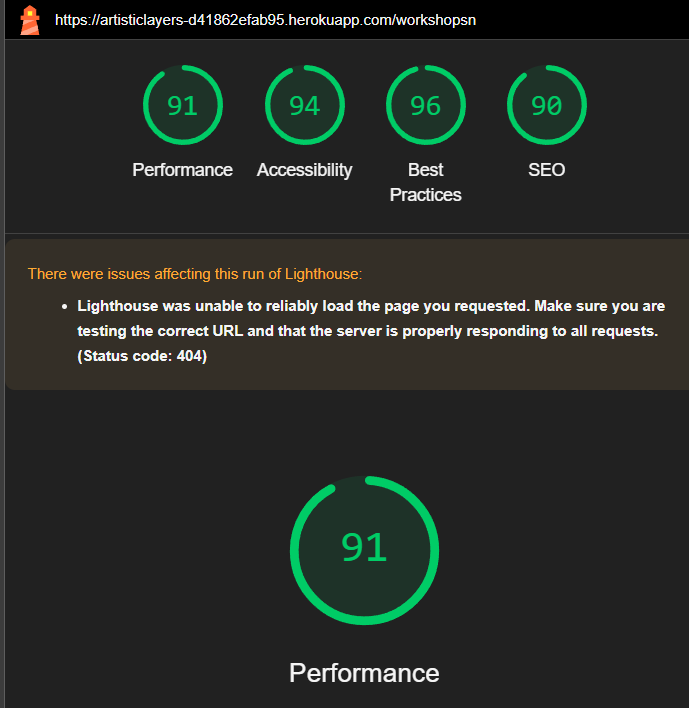 https://artisticlayers-d41862efab95.herokuapp.com/workshopsn
91 94 96 90
Performance Accessibility Best Practices SEO
There were issues affecting this run of Lighthouse:
• Lighthouse was unable to reliably load the page you requested. Make sure you are
testing the correct URL and that the server is properly responding to all requests.
(Status code: 404)
91
Performance